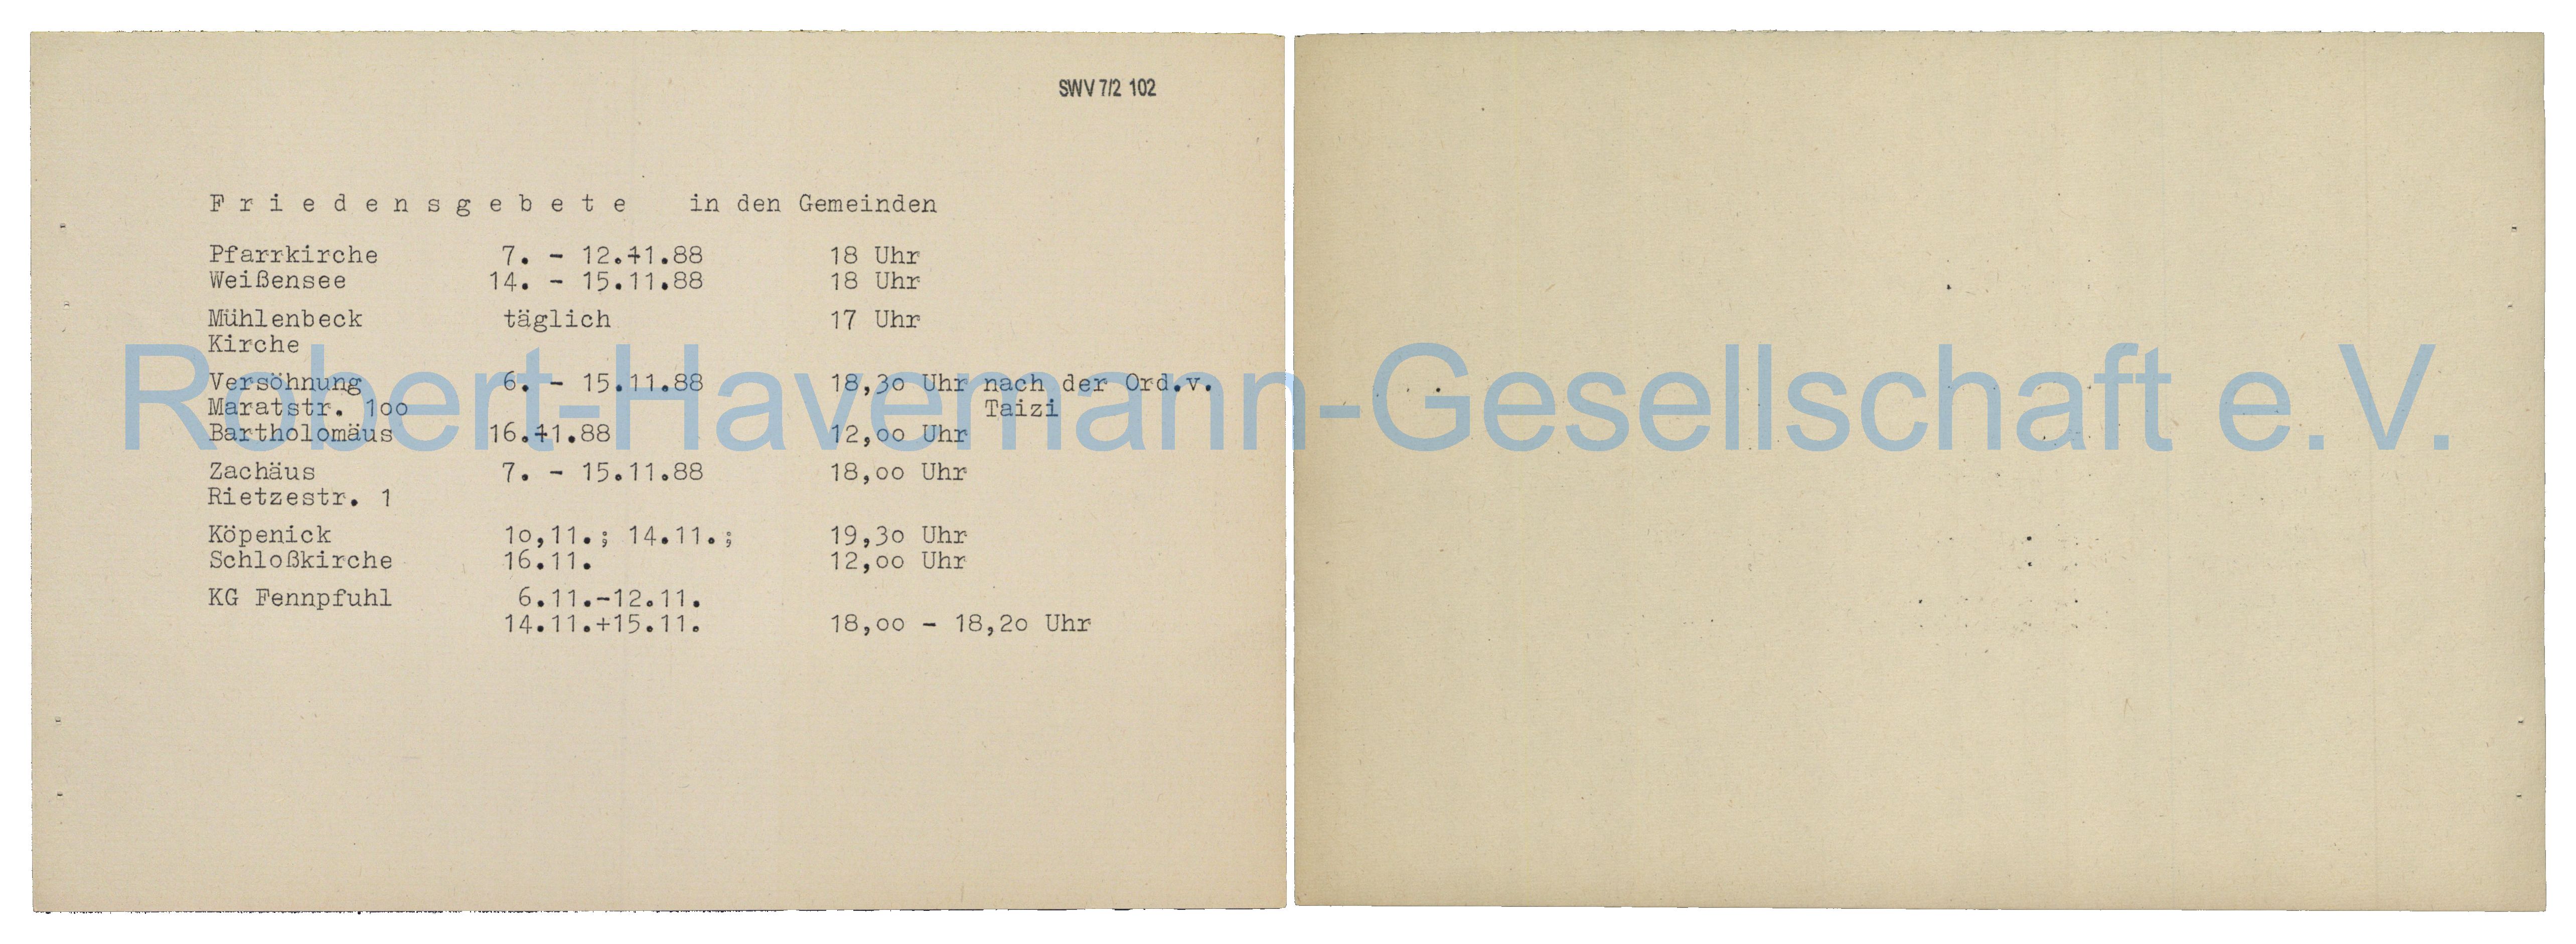 SWV 7/2 102
Friedensgebete in den Gemeinden
Pfarrkirche 7. - 12.11.88 18 Uhr
Weißensee 14. - 15.11.88 18 Uhr
Mühlenbeck täglich 17 Uhr
Kirche
Versöhnung 6. - 15.11.88 18,3o Uhr nach der Ord.v.
Maratstr. 1oo Taizi
Bartholomäus 16.11.88 12,oo Uhr
Zachäus 7. - 15.11.88 18,oo Uhr
Rietzestr. 1
Köpenick 1o,11.; 14.11.; 19,3o Uhr
Schloßkirche 16.11. 12,oo Uhr
KG Fennpfuhl 6.11.-12.11.
14.11.+15.11. 18,oo - 18,2o Uhr
Robert-Havemann-Gesellschaft e.V.